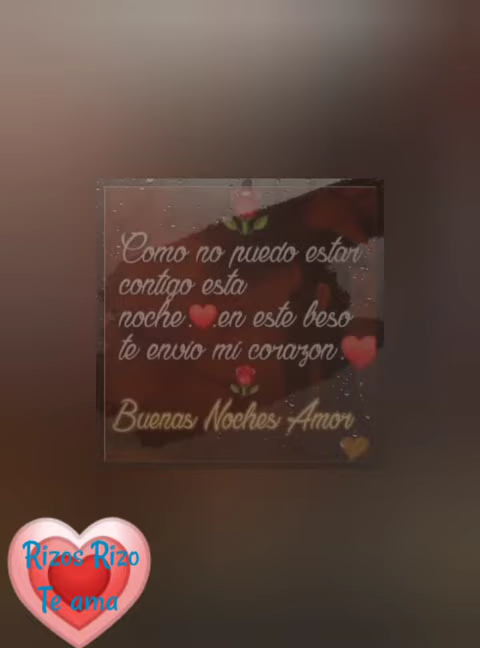 Como no puedo estar
contigo esta
noche.❤️.en este beso
te envío mi corazon.❤️
Buenas Noches Amor
Rizos Rizo
Te ama